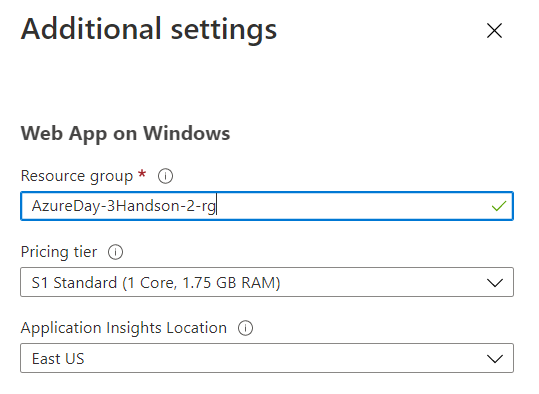 Additional settings
Web App on Windows
Resource group *
AzureDay-3Handson-2-rg
Pricing tier
S1 Standard (1 Core, 1.75 GB RAM)
Application Insights Location
East US